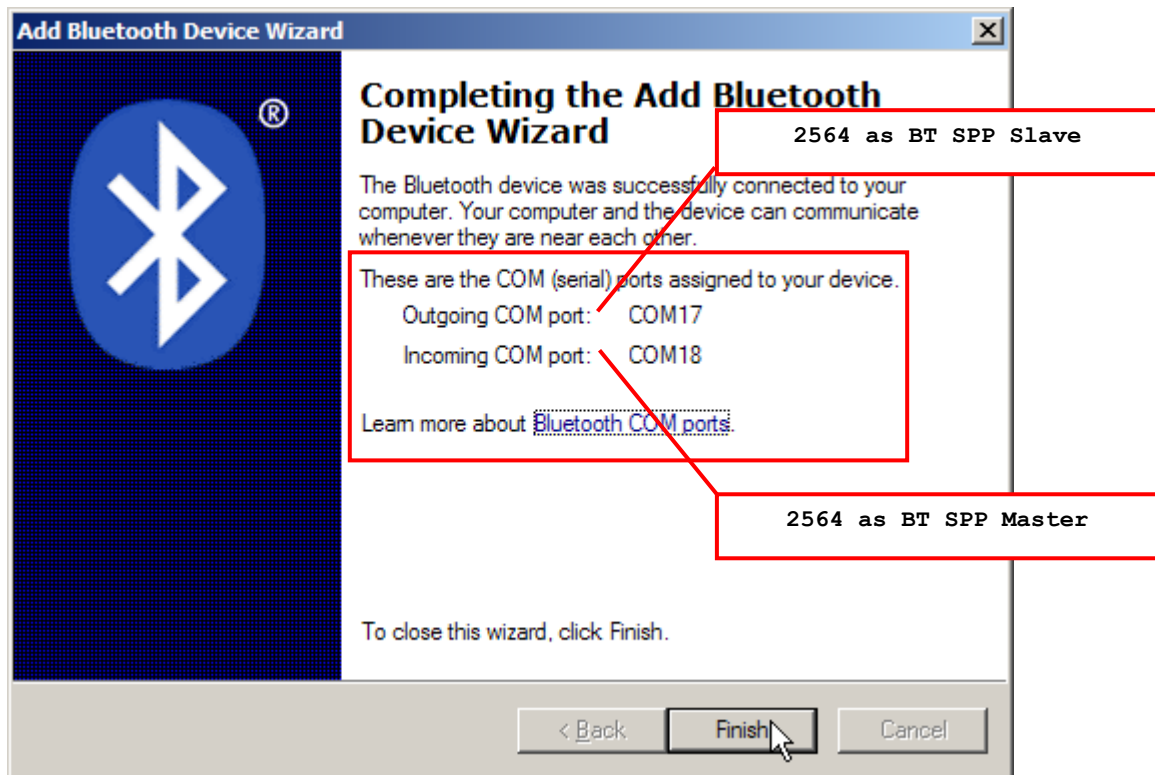 Add Bluetooth Device Wizard
®
Completing the Add Bluetooth
Device Wizard
2564 as BT SPP Slave
The Bluetooth device was successfully connected to your
computer. Your computer and the device can communicate
whenever they are near each other.
These are the COM (serial) ports assigned to your device.
Outgoing COM port: COM17
Incoming COM port: COM18
Learn more about Bluetooth COM ports.
2564 as BT SPP Master
To close this wizard, click Finish.
< Back Finish Cancel